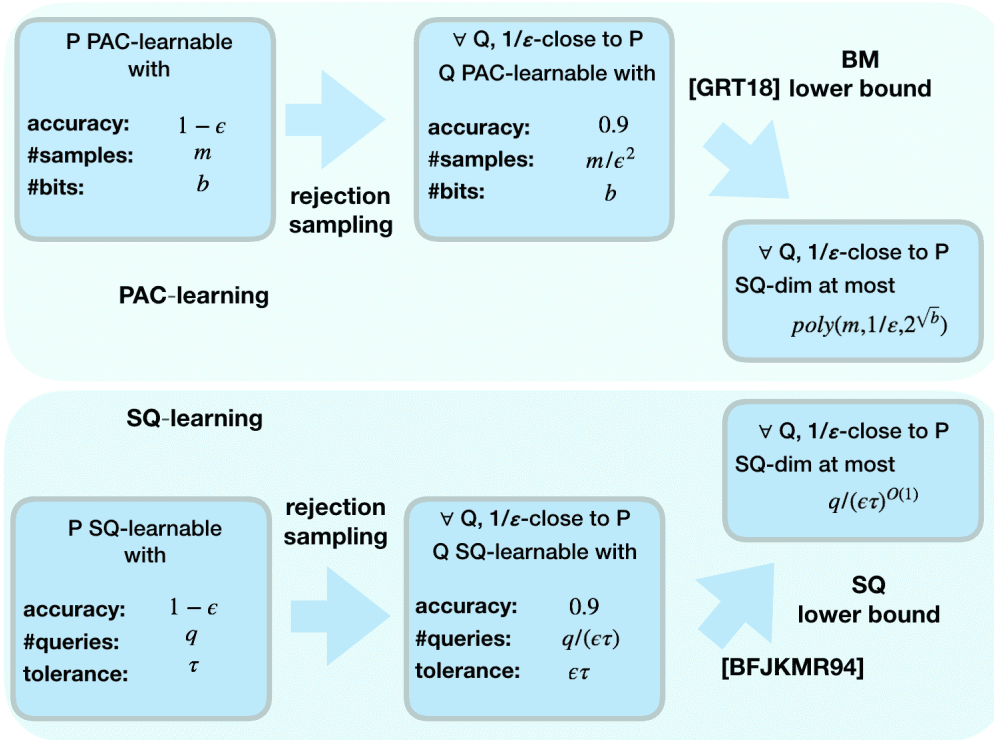 P PAC-learnable
with
accuracy: 1 − ϵ
#samples: m
#bits: b
rejection
sampling
∀ Q, 1/ε-close to P
Q PAC-learnable with
accuracy: 0.9
#samples: m/ϵ²
#bits: b
BM
[GRT18] lower bound
∀ Q, 1/ε-close to P
SQ-dim at most
poly(m,1/ε,2^√b)
PAC-learning
SQ-learning
P SQ-learnable
with
accuracy: 1 − ϵ
#queries: q
tolerance: τ
rejection
sampling
∀ Q, 1/ε-close to P
Q SQ-learnable with
accuracy: 0.9
#queries: q/(ϵτ)
tolerance: ϵτ
∀ Q, 1/ε-close to P
SQ-dim at most
q/(ϵτ)^O(1)
SQ
lower bound
[BFJKMR94]